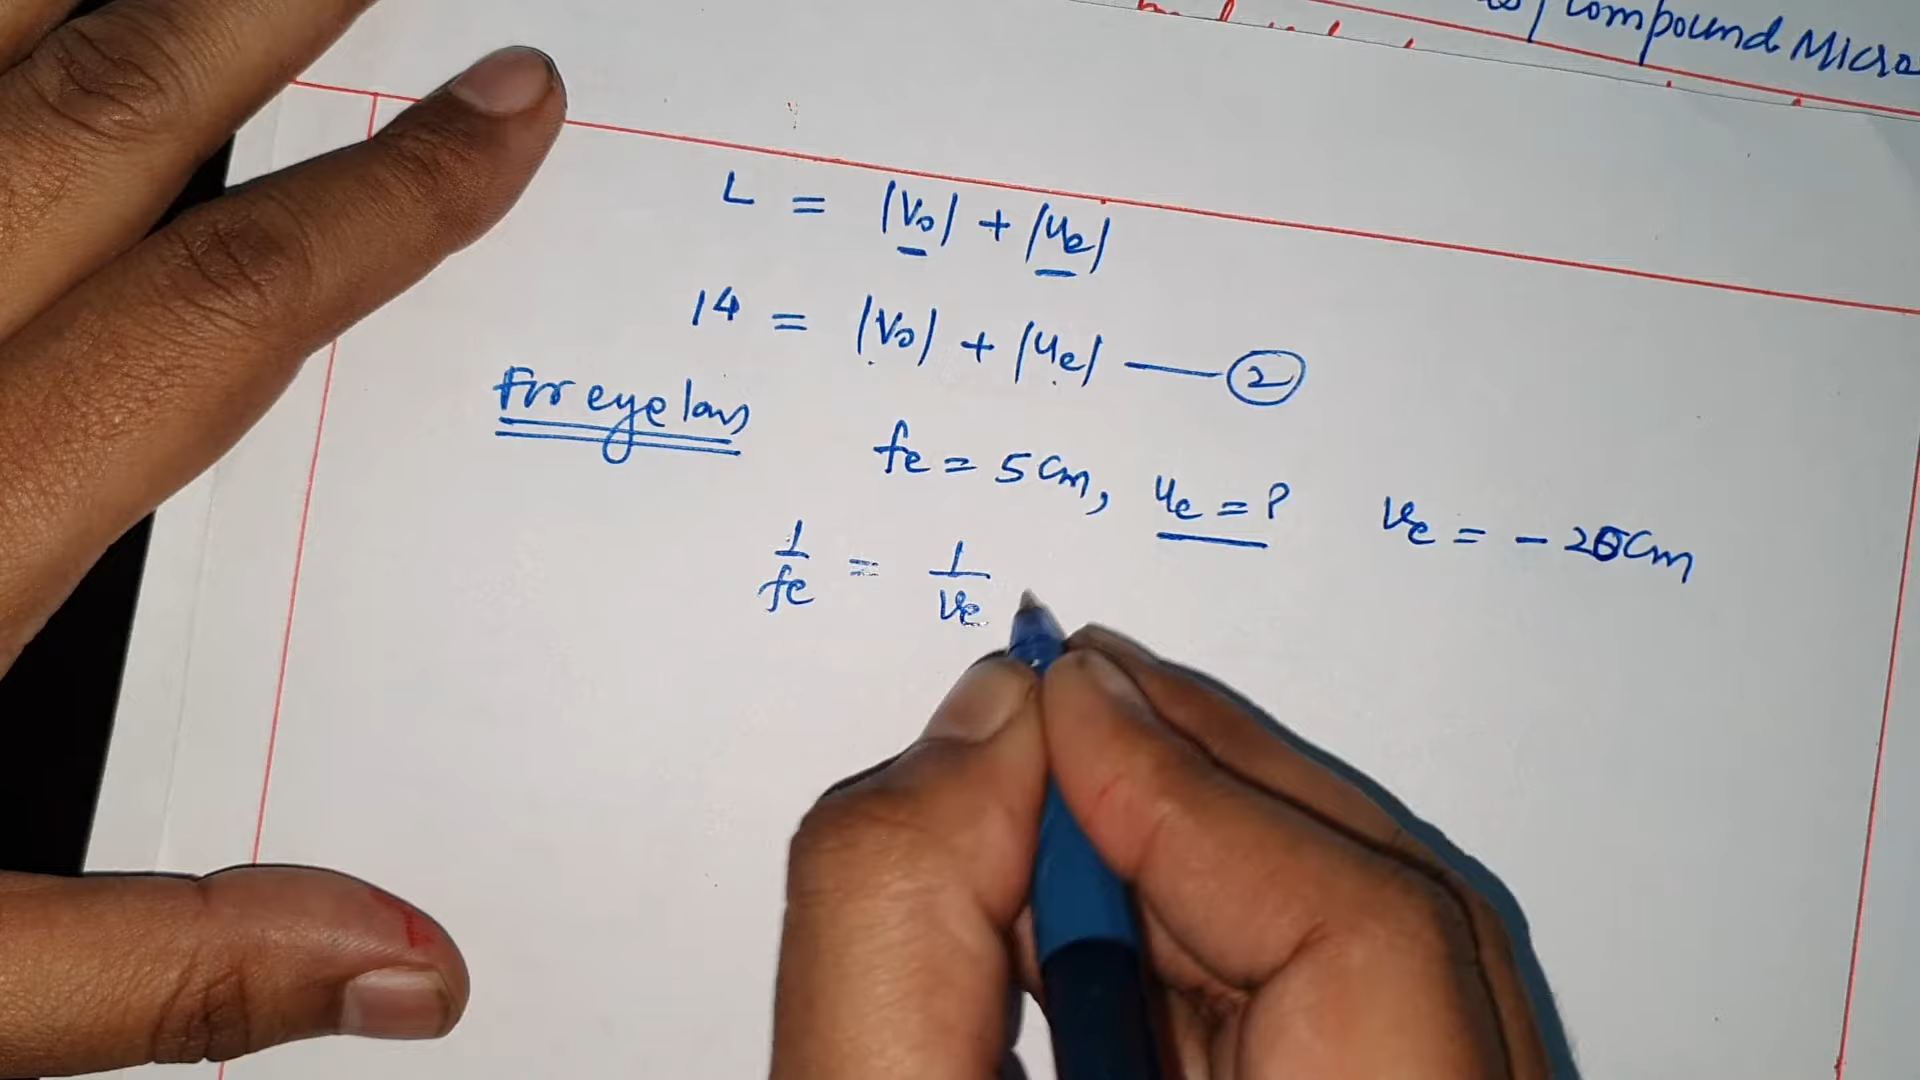 Compound Micro
L = |V₀| + |uₑ|
14 = |V₀| + |uₑ| —— ②
For eye lens
fe = 5 cm, ue = ? ve = - 20 cm
1/fe = 1/ve